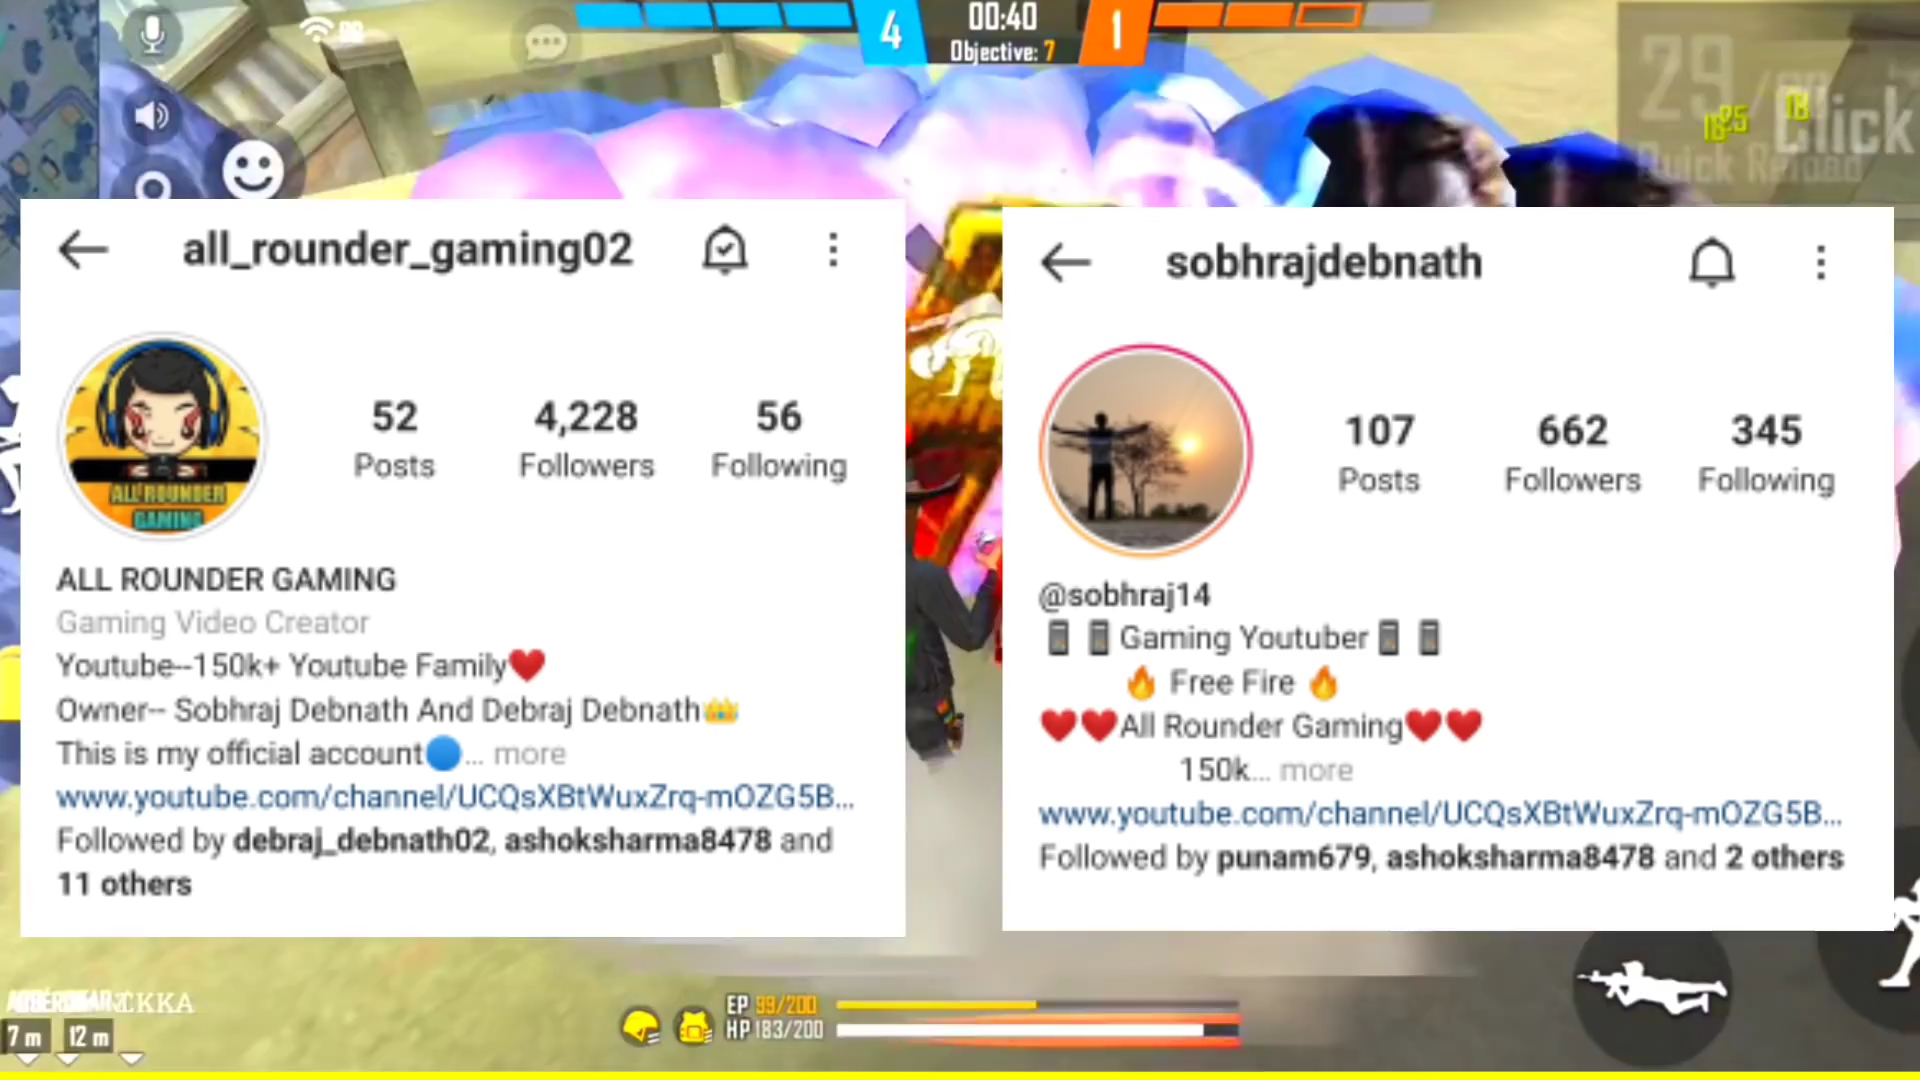 4
00:40
Objective: 7
1
29
Click
Quick Reload
all_rounder_gaming02
52
Posts
4,228
Followers
56
Following
ALL ROUNDER GAMING
ALL ROUNDER GAMING
Gaming Video Creator
Youtube--150k+ Youtube Family❤️
Owner-- Sobhraj Debnath And Debraj Debnath👑
This is my official account🔵... more
www.youtube.com/channel/UCQsXBtWuxZrq-mOZG5B...
Followed by debraj_debnath02, ashoksharma8478 and
11 others
sobhrajdebnath
107
Posts
662
Followers
345
Following
@sobhraj14
Gaming Youtuber
🔥 Free Fire 🔥
❤️❤️All Rounder Gaming❤️❤️
150k... more
www.youtube.com/channel/UCQsXBtWuxZrq-mOZG5B...
Followed by punam679, ashoksharma8478 and 2 others
7 m
12 m
EP 99/200
HP 183/200